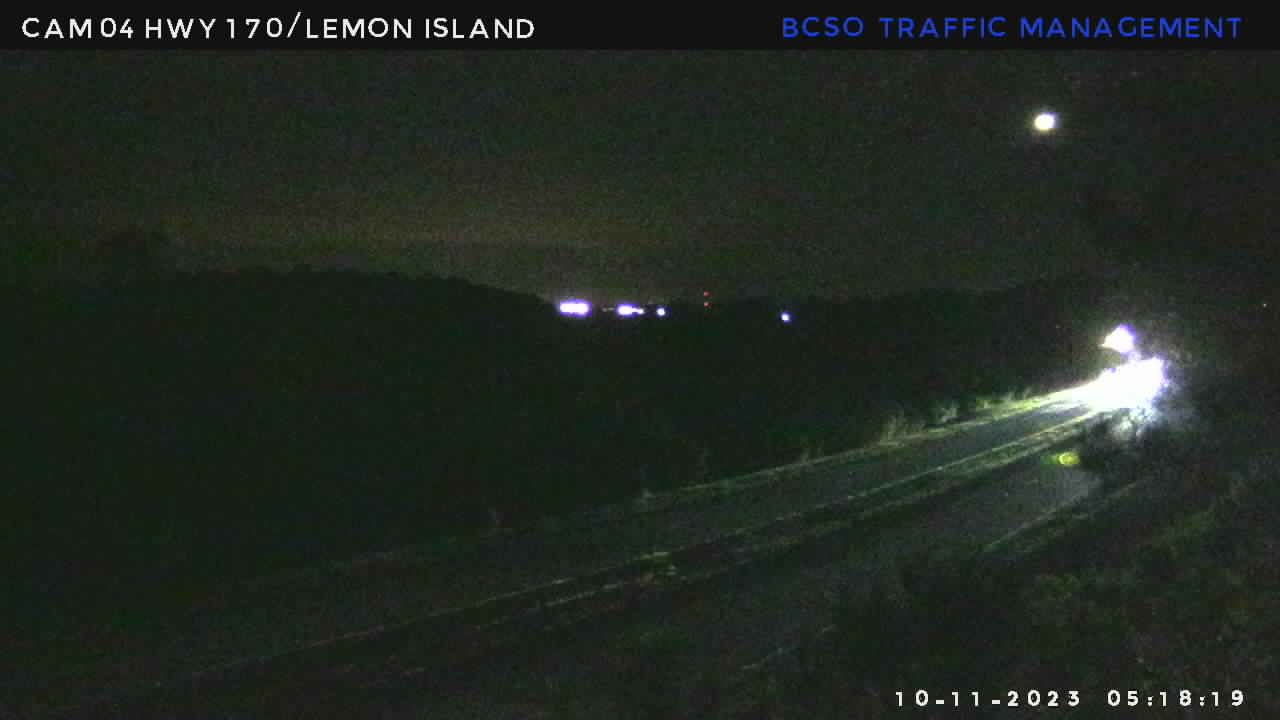 CAM04 HWY 170/LEMON ISLAND
BCSO TRAFFIC MANAGEMENT
10-11-2023 05:18:19